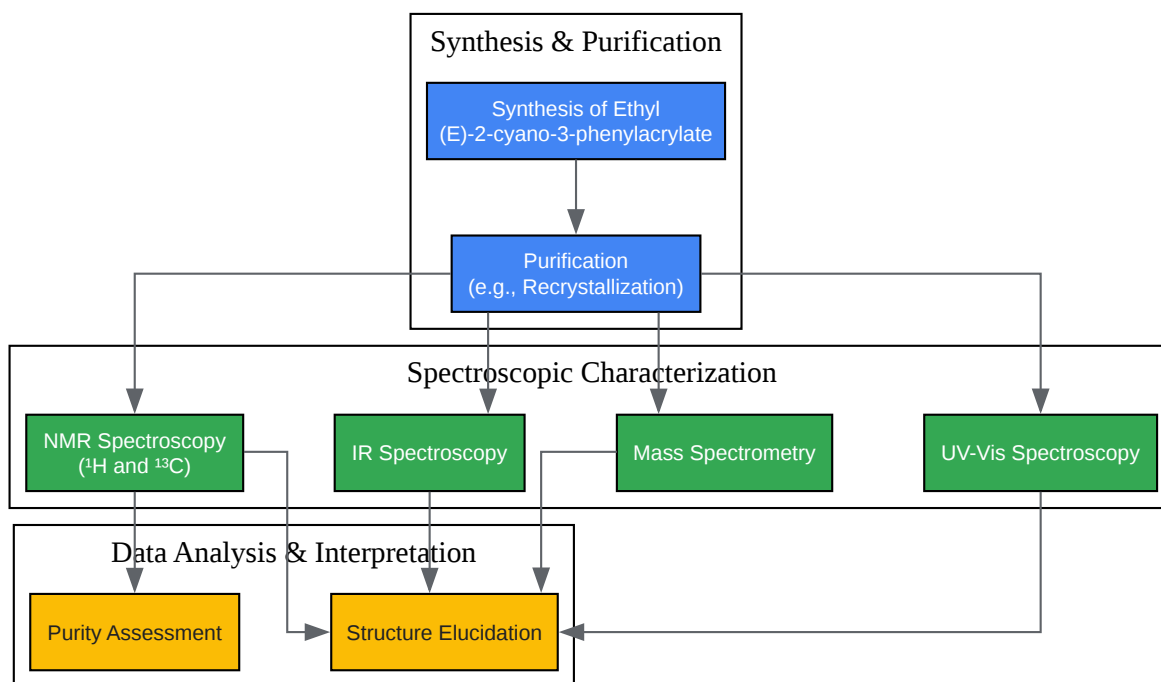 Synthesis & Purification
Synthesis of Ethyl
(E)-2-cyano-3-phenylacrylate
Purification
(e.g., Recrystallization)
Spectroscopic Characterization
NMR Spectroscopy
(¹H and ¹³C)
IR Spectroscopy
Mass Spectrometry
UV-Vis Spectroscopy
Data Analysis & Interpretation
Purity Assessment
Structure Elucidation